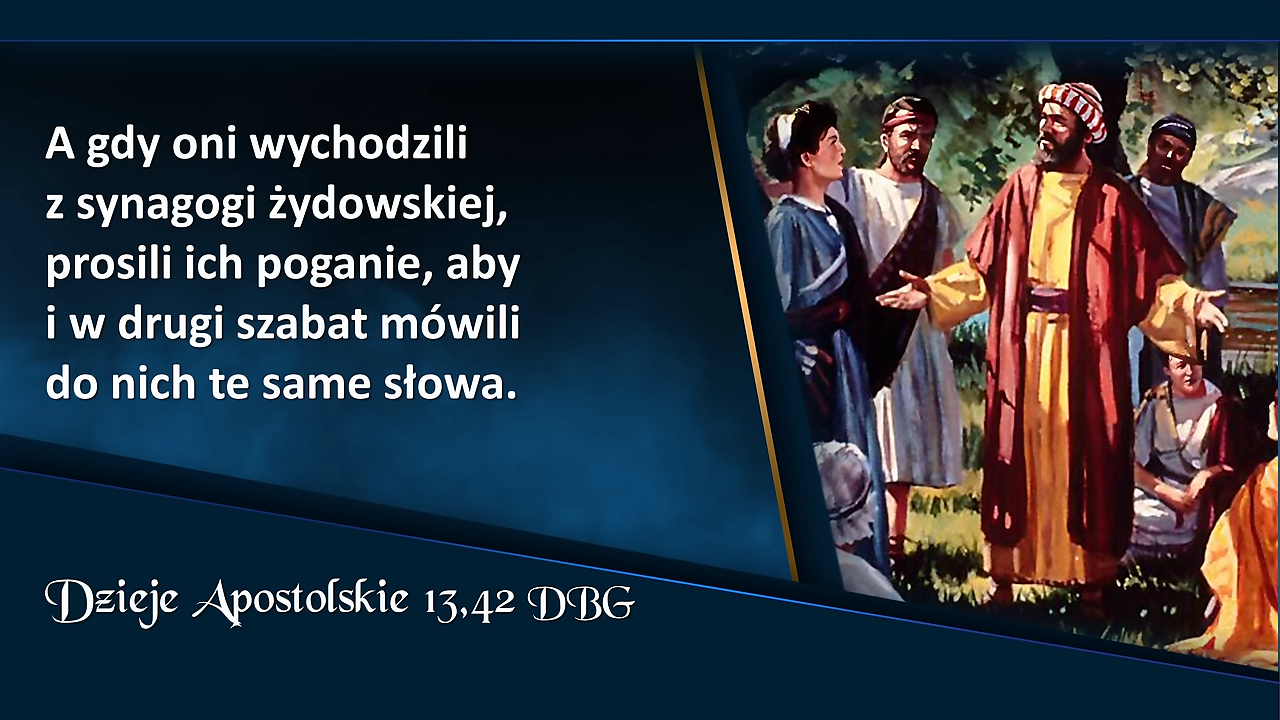 A gdy oni wychodzili
z synagogi żydowskiej,
prosili ich poganie, aby
i w drugi szabat mówili
do nich te same słowa.
Dzieje Apostolskie 13,42 DBG